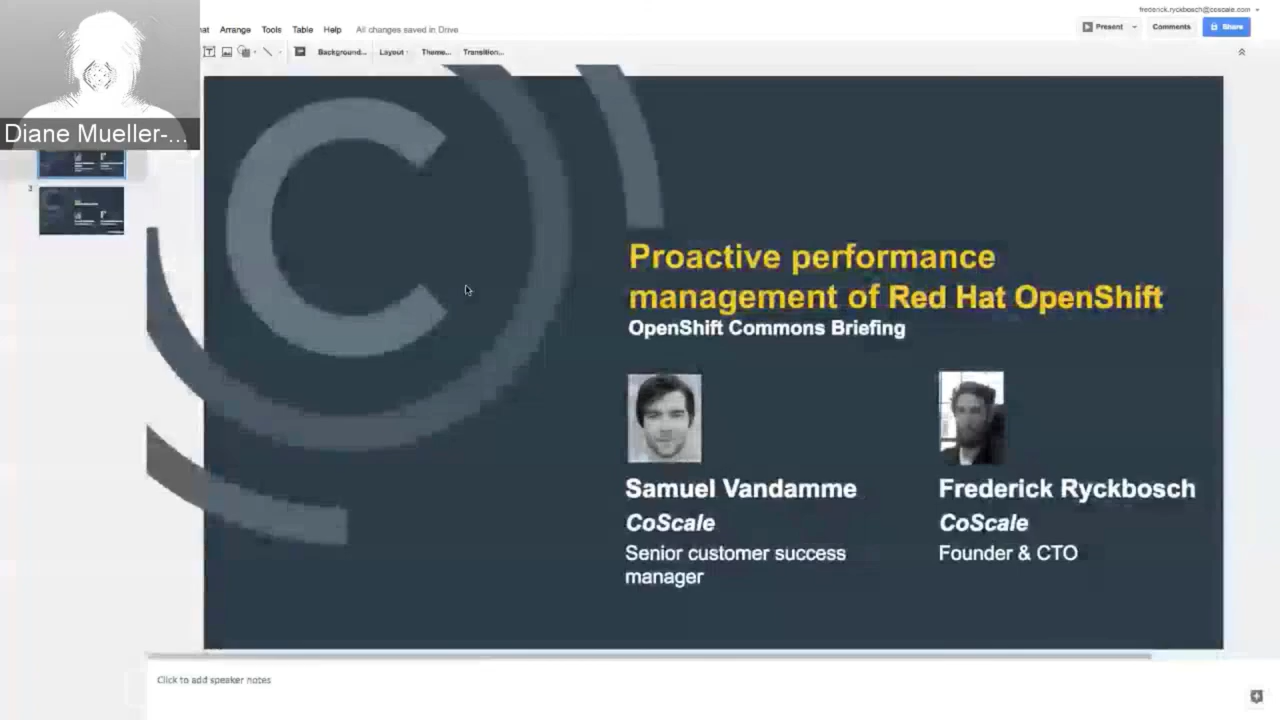 frederick.ryckbosch@coscale.com
Arrange Tools Table Help All changes saved in Drive
Present Comments Share
Background... Layout Theme... Transition...
Diane Mueller-...
Proactive performance
management of Red Hat OpenShift
OpenShift Commons Briefing
Samuel Vandamme
CoScale
Senior customer success
manager
Frederick Ryckbosch
CoScale
Founder & CTO
Click to add speaker notes